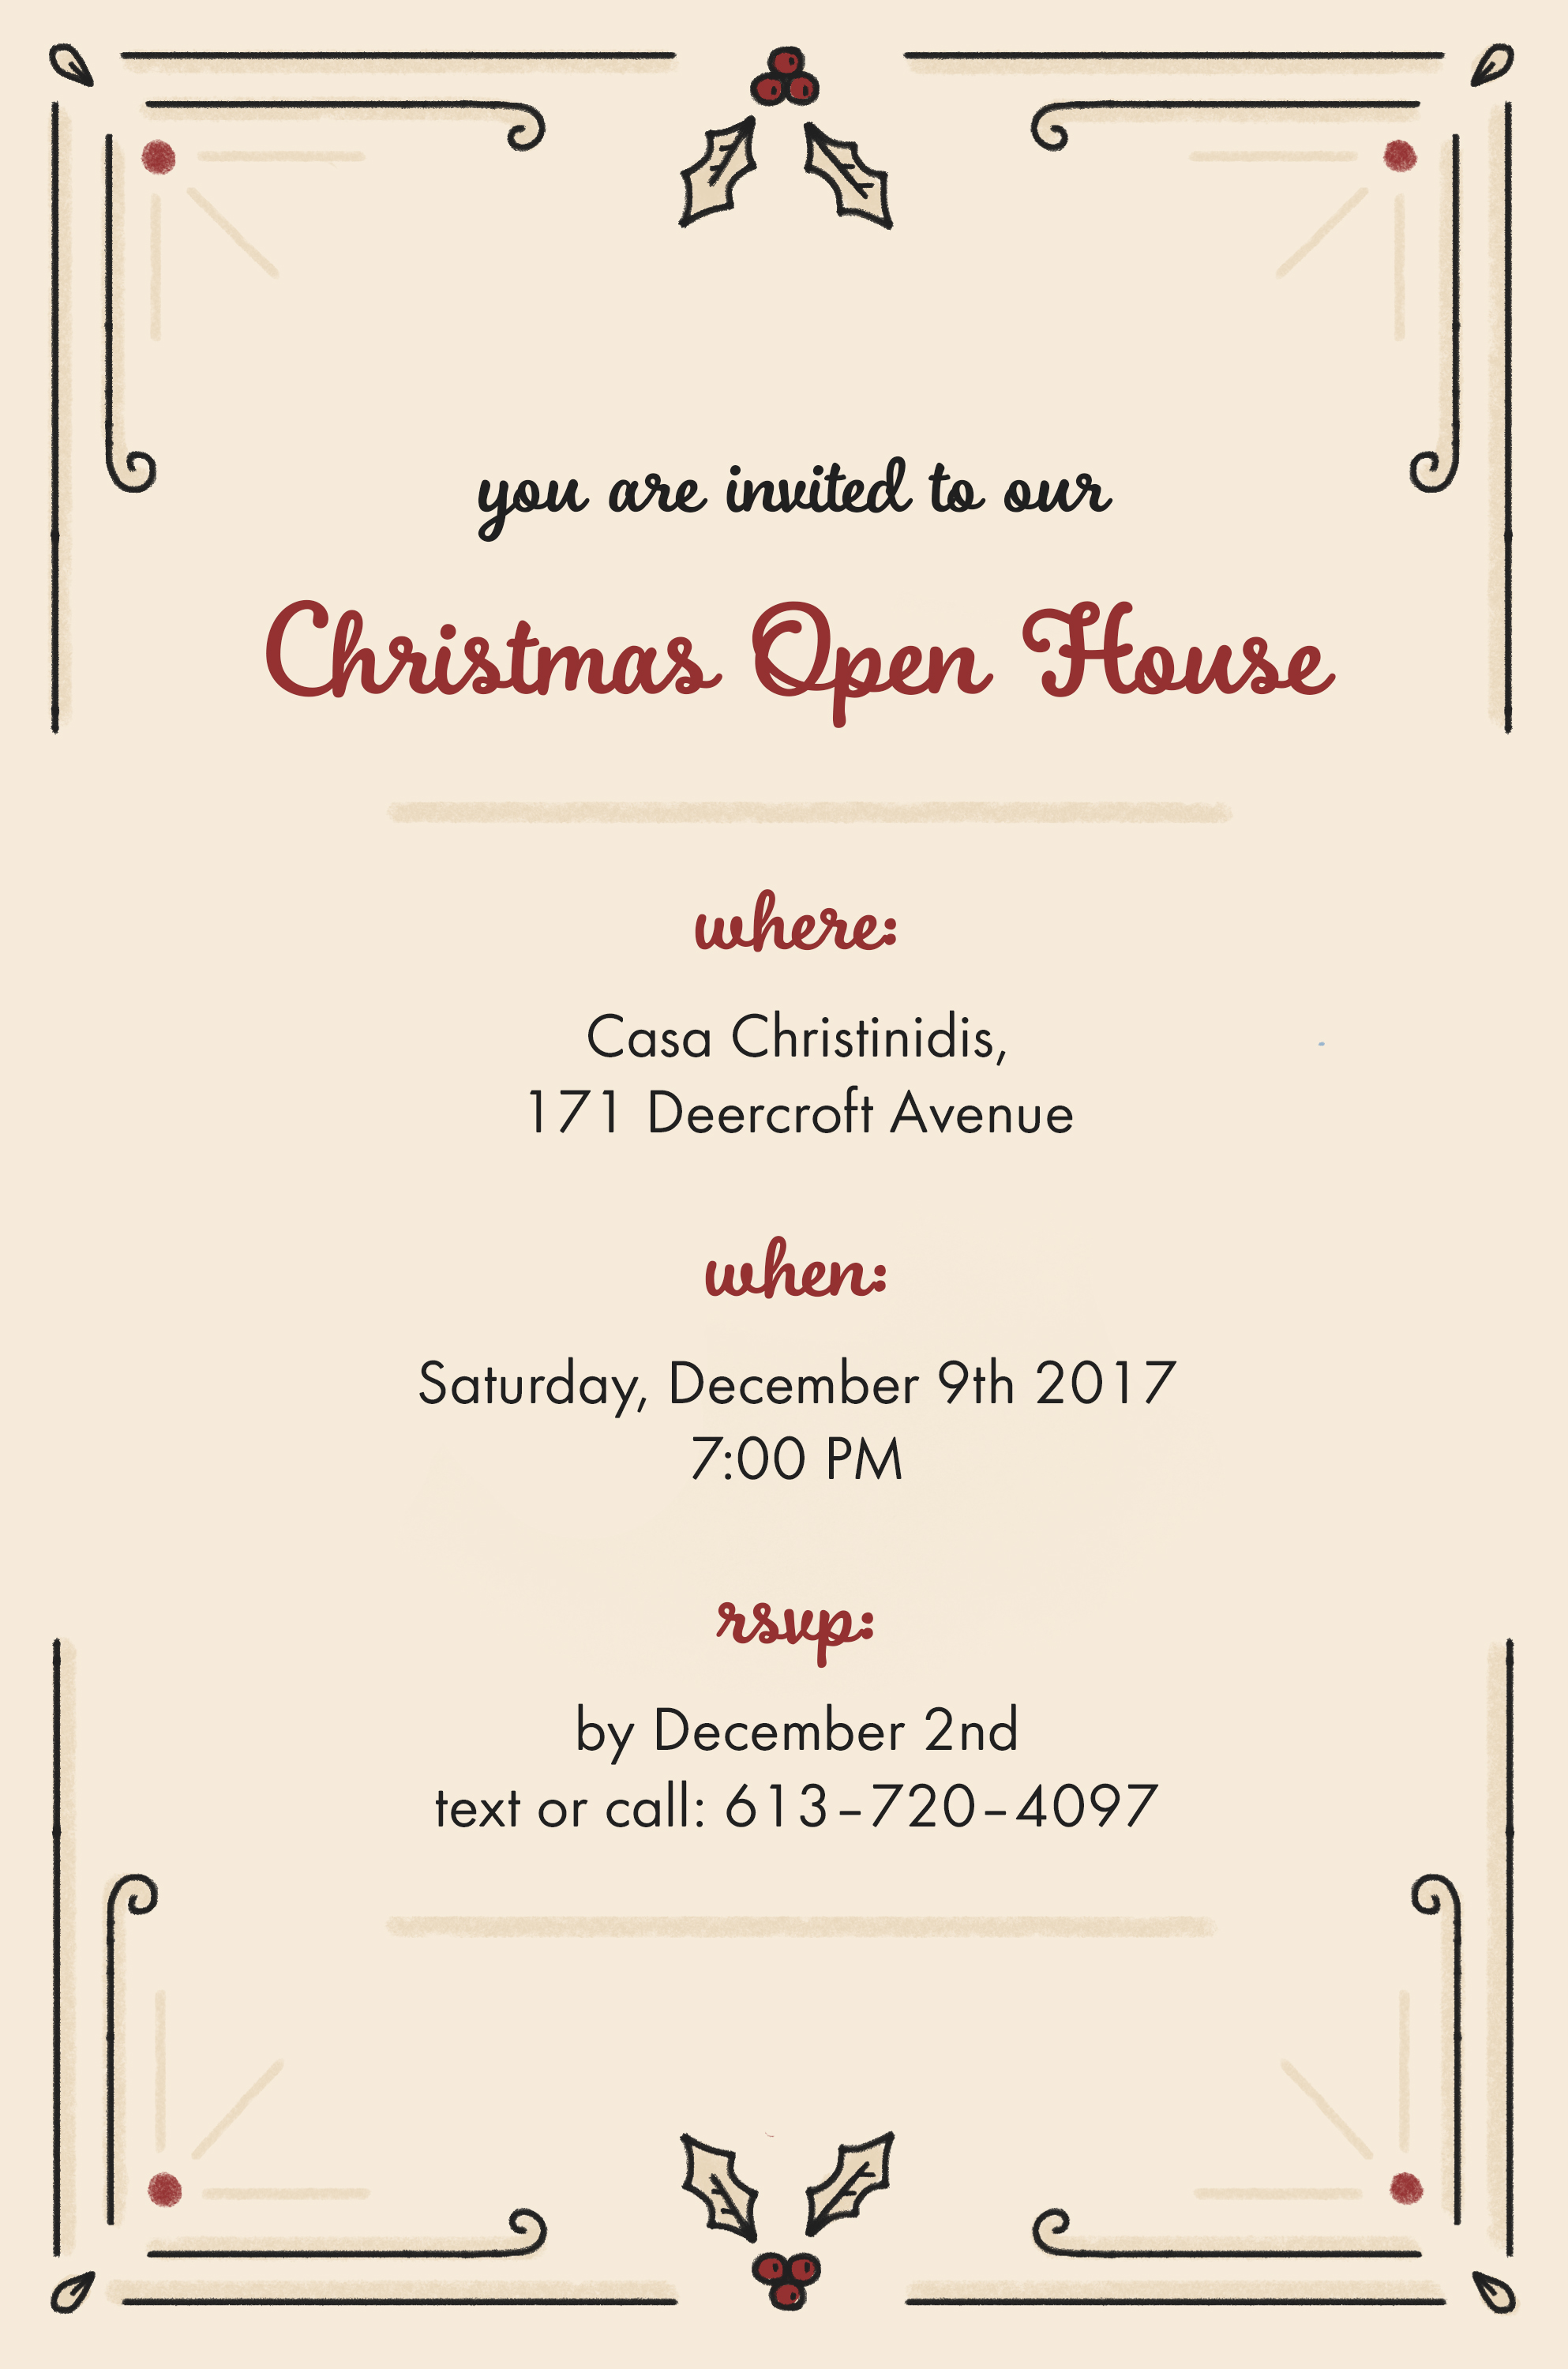 you are invited to our
Christmas Open House
where:
Casa Christinidis,
171 Deercroft Avenue
when:
Saturday, December 9th 2017
7:00 PM
rsvp:
by December 2nd
text or call: 613-720-4097